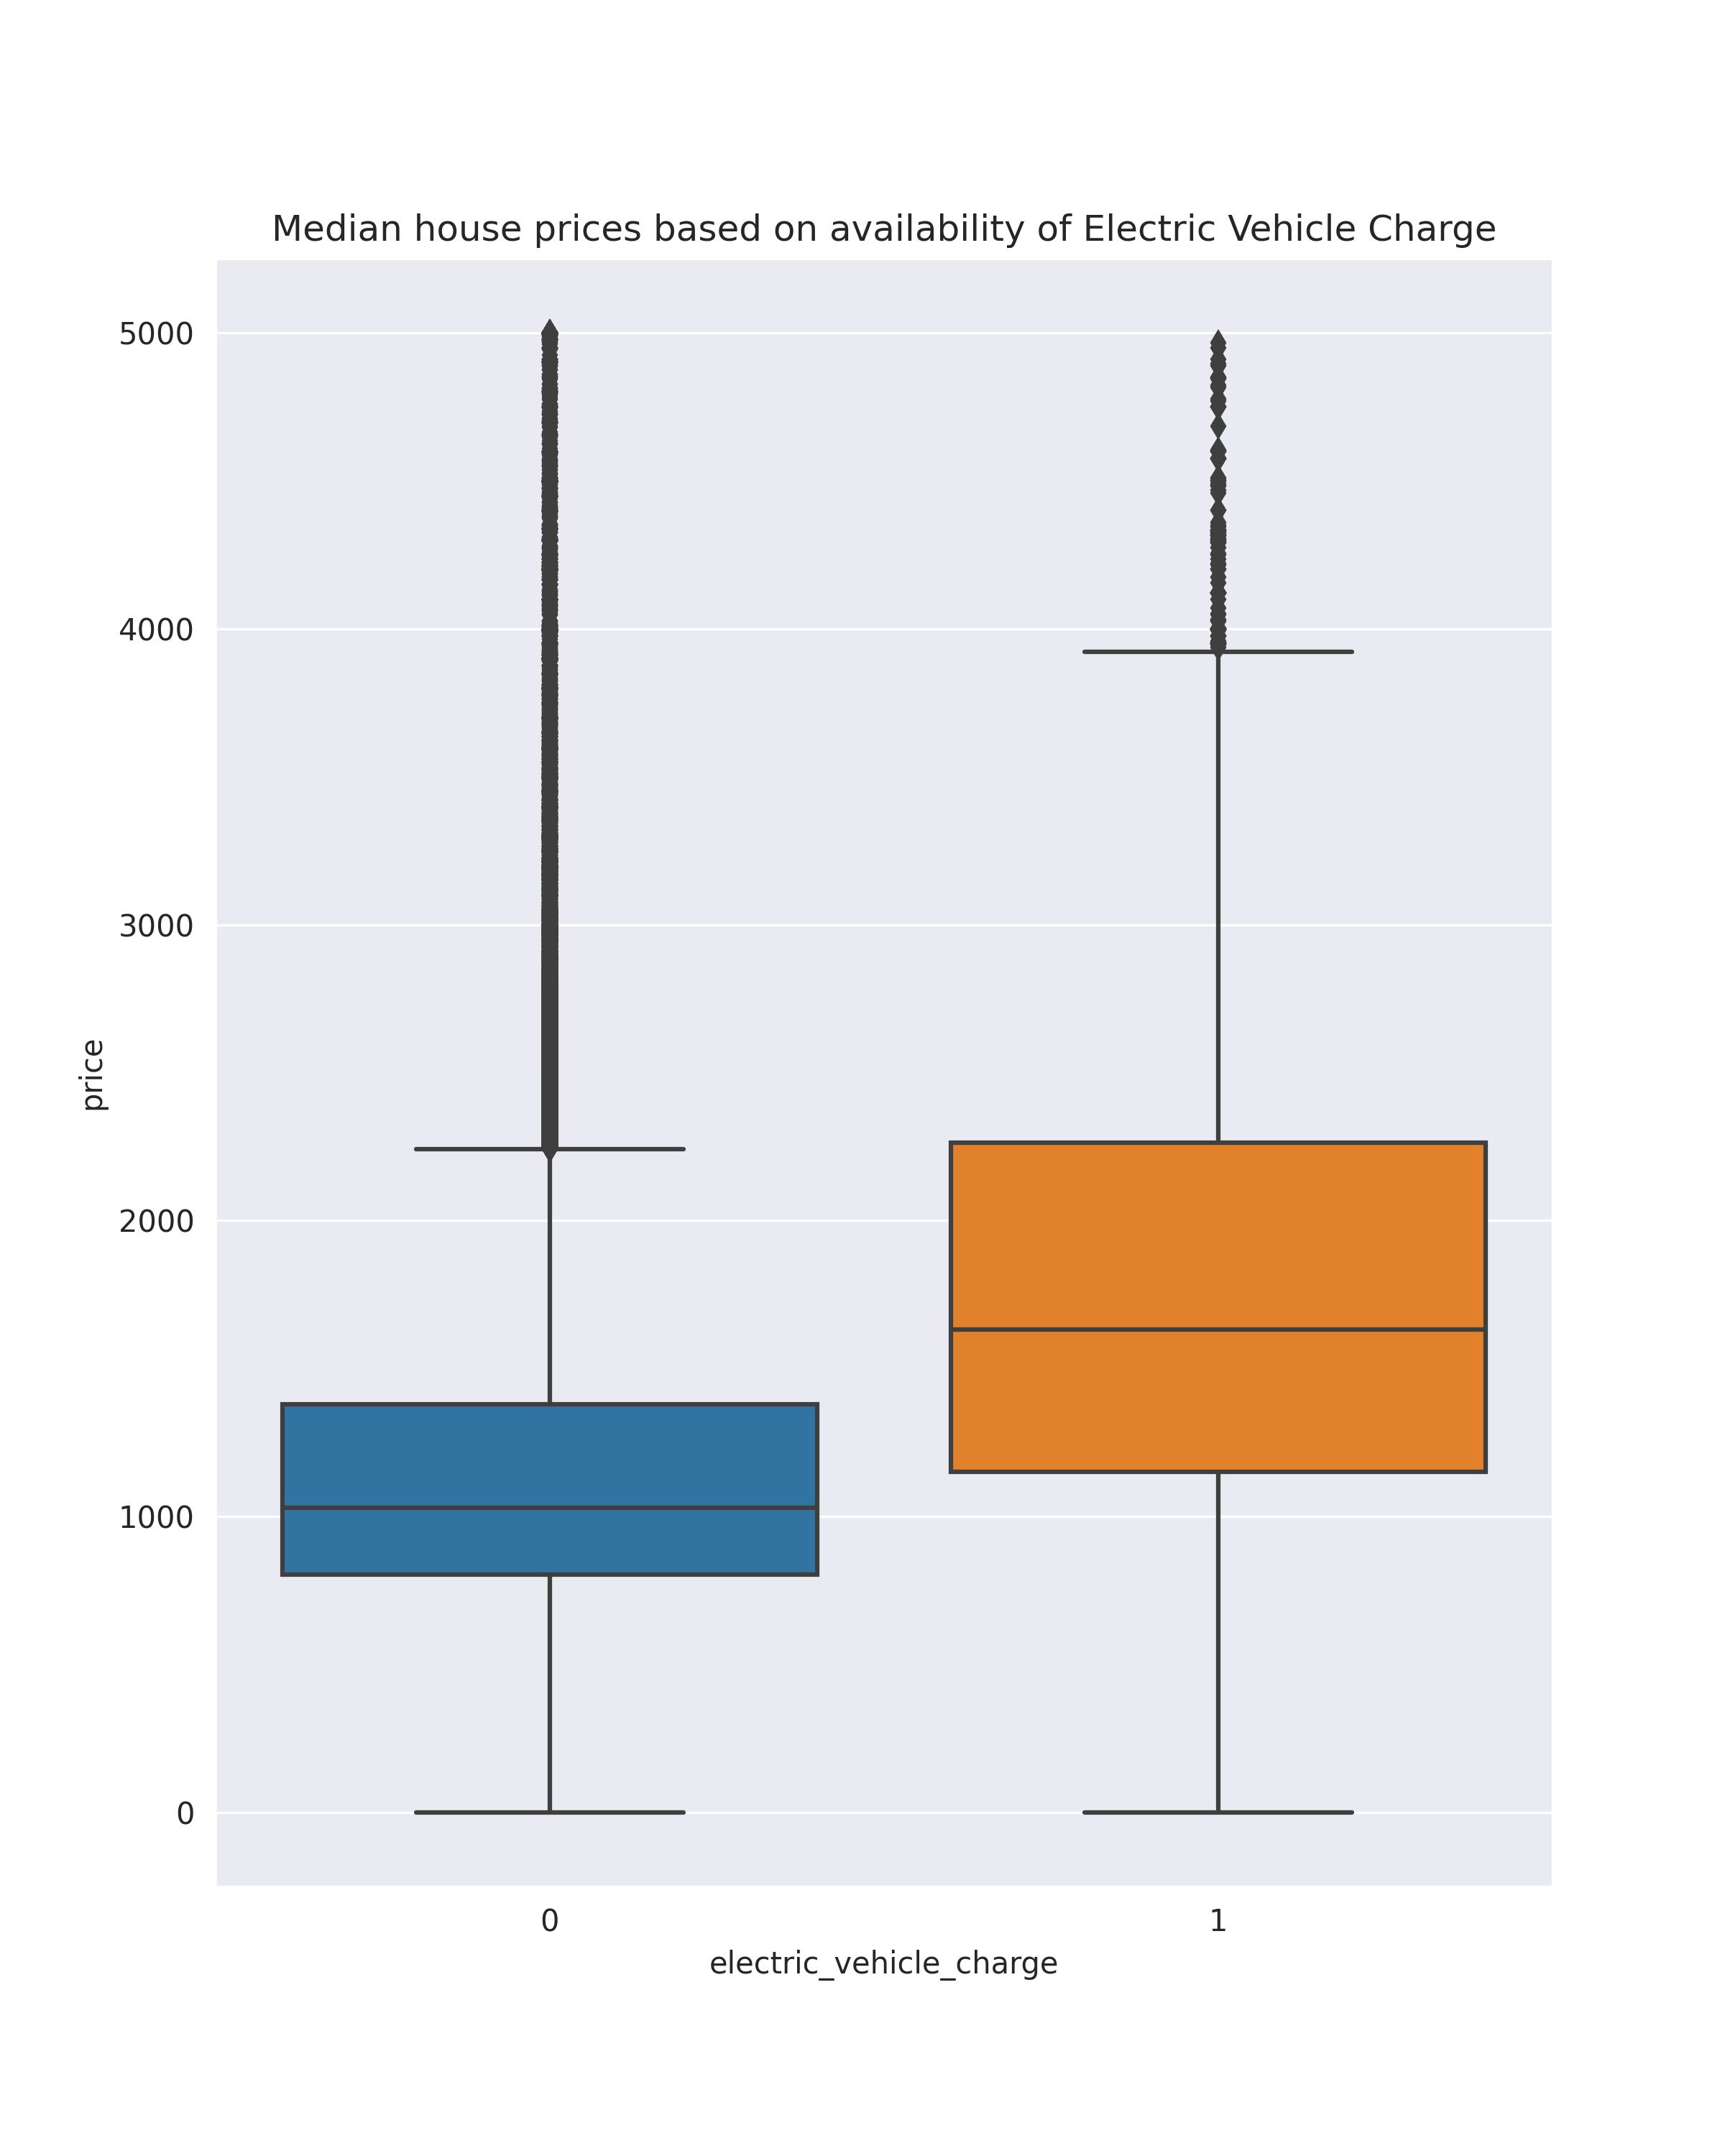 Median house prices based on availability of Electric Vehicle Charge
5000
4000
3000
2000
1000
0
price
0 1
electric_vehicle_charge